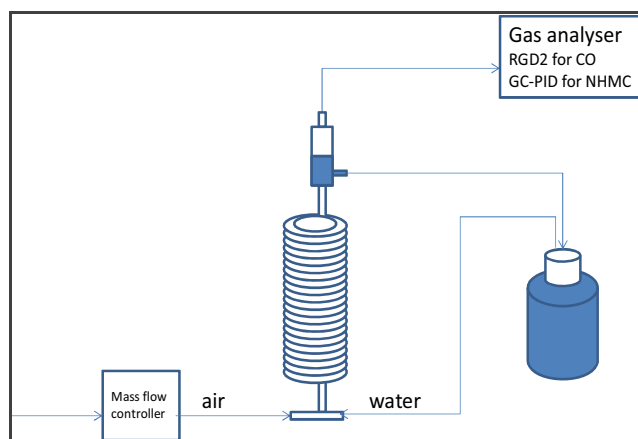 Gas analyser
RGD2 for CO
GC-PID for NHMC
Mass flow
controller
air
water